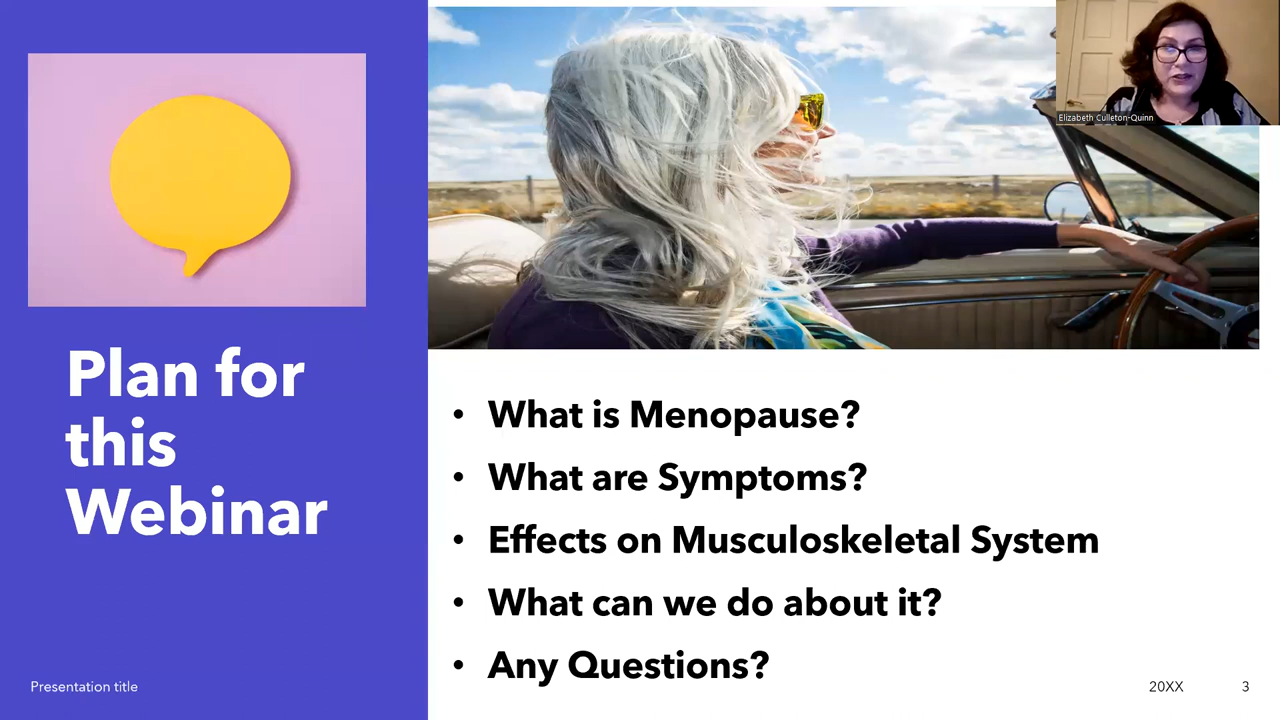 Elizabeth Culleton-Quinn
Plan for
this
Webinar
• What is Menopause?
• What are Symptoms?
• Effects on Musculoskeletal System
• What can we do about it?
• Any Questions?
Presentation title
20XX
3